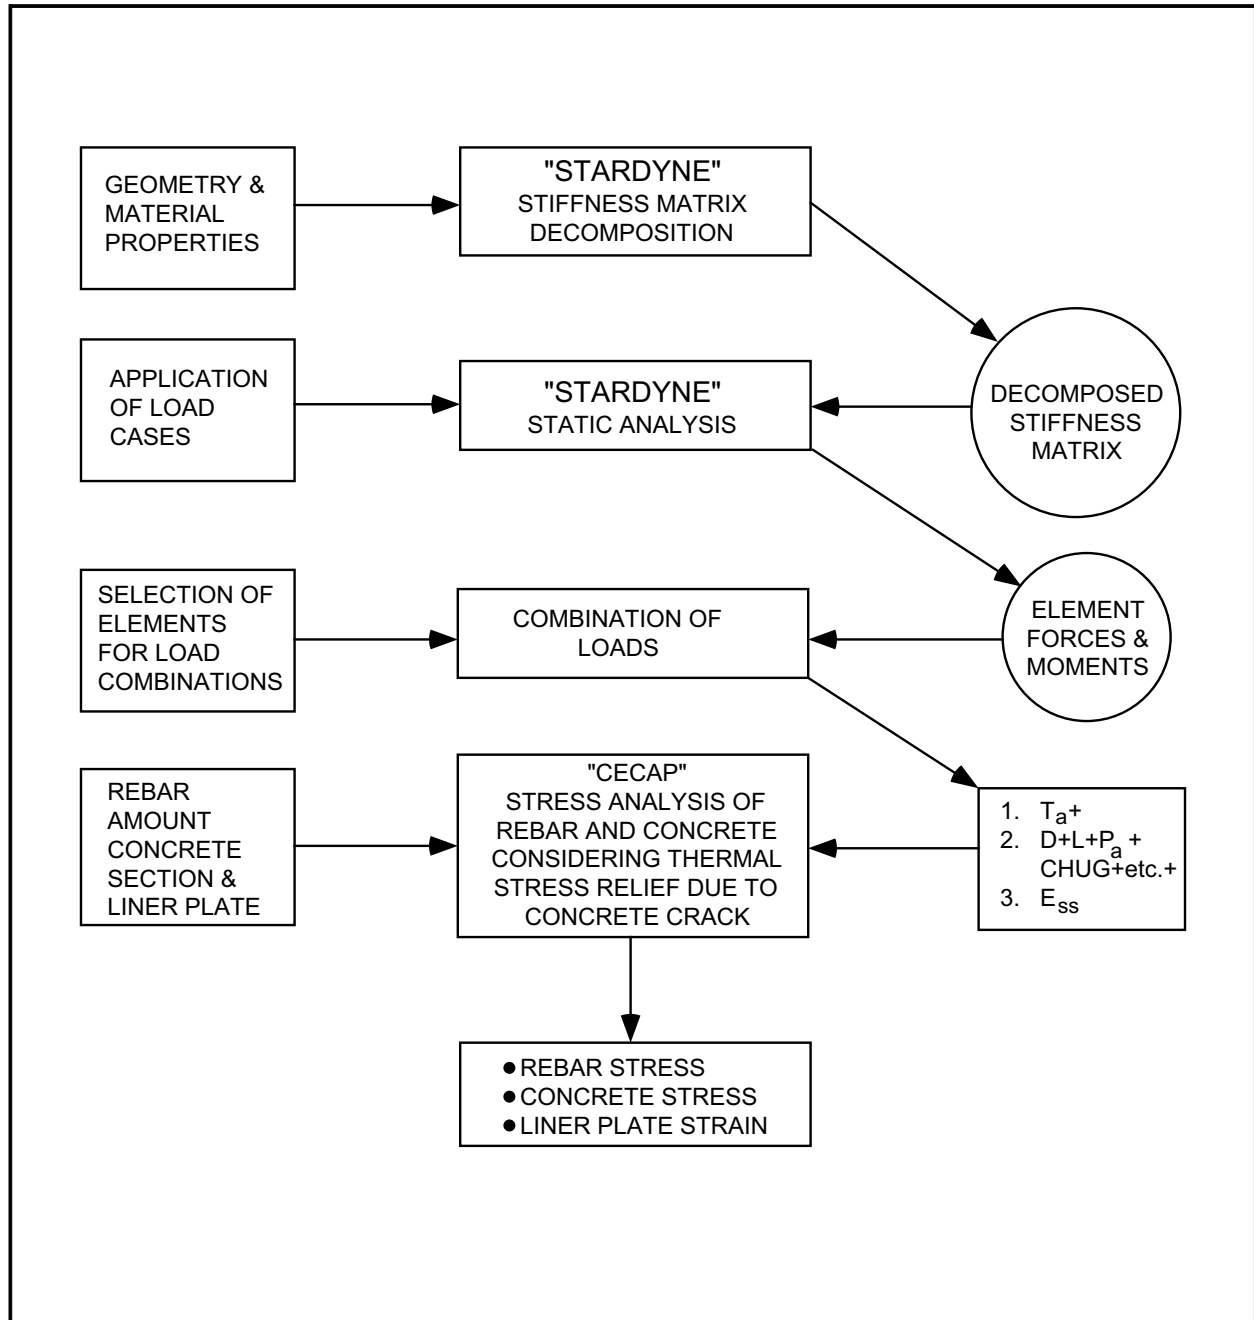 GEOMETRY &
MATERIAL
PROPERTIES
"STARDYNE"
STIFFNESS MATRIX
DECOMPOSITION
APPLICATION
OF LOAD
CASES
"STARDYNE"
STATIC ANALYSIS
DECOMPOSED
STIFFNESS
MATRIX
SELECTION OF
ELEMENTS
FOR LOAD
COMBINATIONS
COMBINATION OF
LOADS
ELEMENT
FORCES &
MOMENTS
REBAR
AMOUNT
CONCRETE
SECTION &
LINER PLATE
"CECAP"
STRESS ANALYSIS OF
REBAR AND CONCRETE
CONSIDERING THERMAL
STRESS RELIEF DUE TO
CONCRETE CRACK
1. Ta+
2. D+L+Pa +
CHUG+etc.+
3. Ess
● REBAR STRESS
● CONCRETE STRESS
● LINER PLATE STRAIN